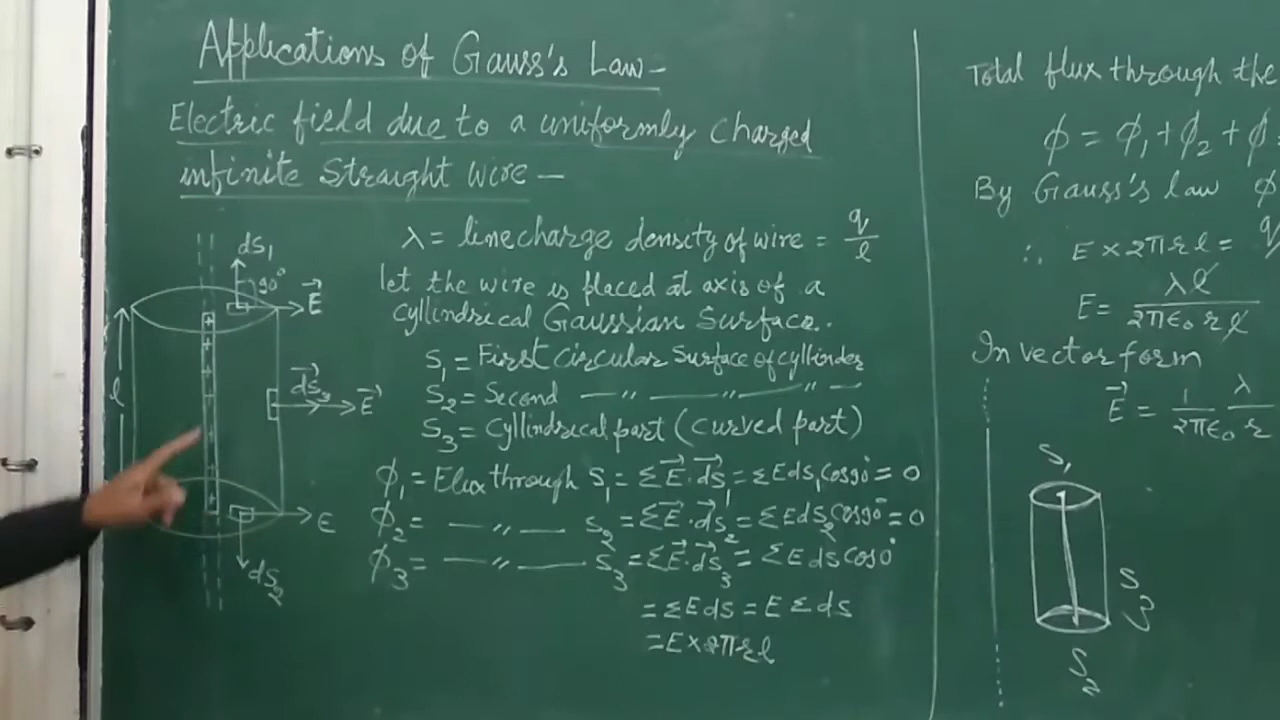 Applications of Gauss's Law–
Electric field due to a uniformly charged
infinite straight wire –
λ = line charge density of wire = q/l
let the wire is placed at axis of a
cyllindrical Gaussian Surface..
S₁ = First circular surface of cyllinder
S₂ = Second — " — — " —
S₃ = Cyllindrical part (curved part)
ϕ₁ = Flux through S₁ = ΣE⃗·ds⃗₁ = ΣEds₁cos90° = 0
ϕ₂ = — " — S₂ = ΣE⃗·ds⃗₂ = ΣEds₂cos90° = 0
ϕ₃ = — " — S₃ = ΣE⃗·ds⃗₃ = ΣEdscos0°
= ΣEds = EΣds
= E×2πrl
dS₁
90°
E⃗
l
ds⃗₃
E⃗
E
dS₂
Total flux through the
ϕ = ϕ₁ + ϕ₂ + ϕ
By Gauss's law ϕ =
∴ E×2πrl = q
E = λl/2πϵ₀rl
In vector form
E⃗ = 1/2πϵ₀ λ/r
S₁
S₃
S₂